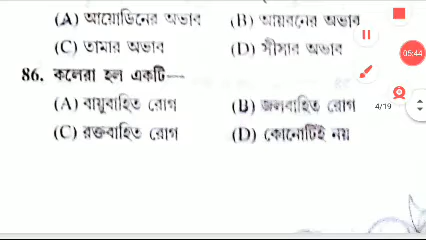 (A) আয়োডিনের অভাব (B) আয়রনের অভাব
(C) তামার অভাব (D) সীসার অভাব
86. কলেরা হল একটি—
(A) বায়ুবাহিত রোগ (B) জলবাহিত রোগ
(C) রক্তবাহিত রোগ (D) কোনোটিই নয়
05:44
4/19